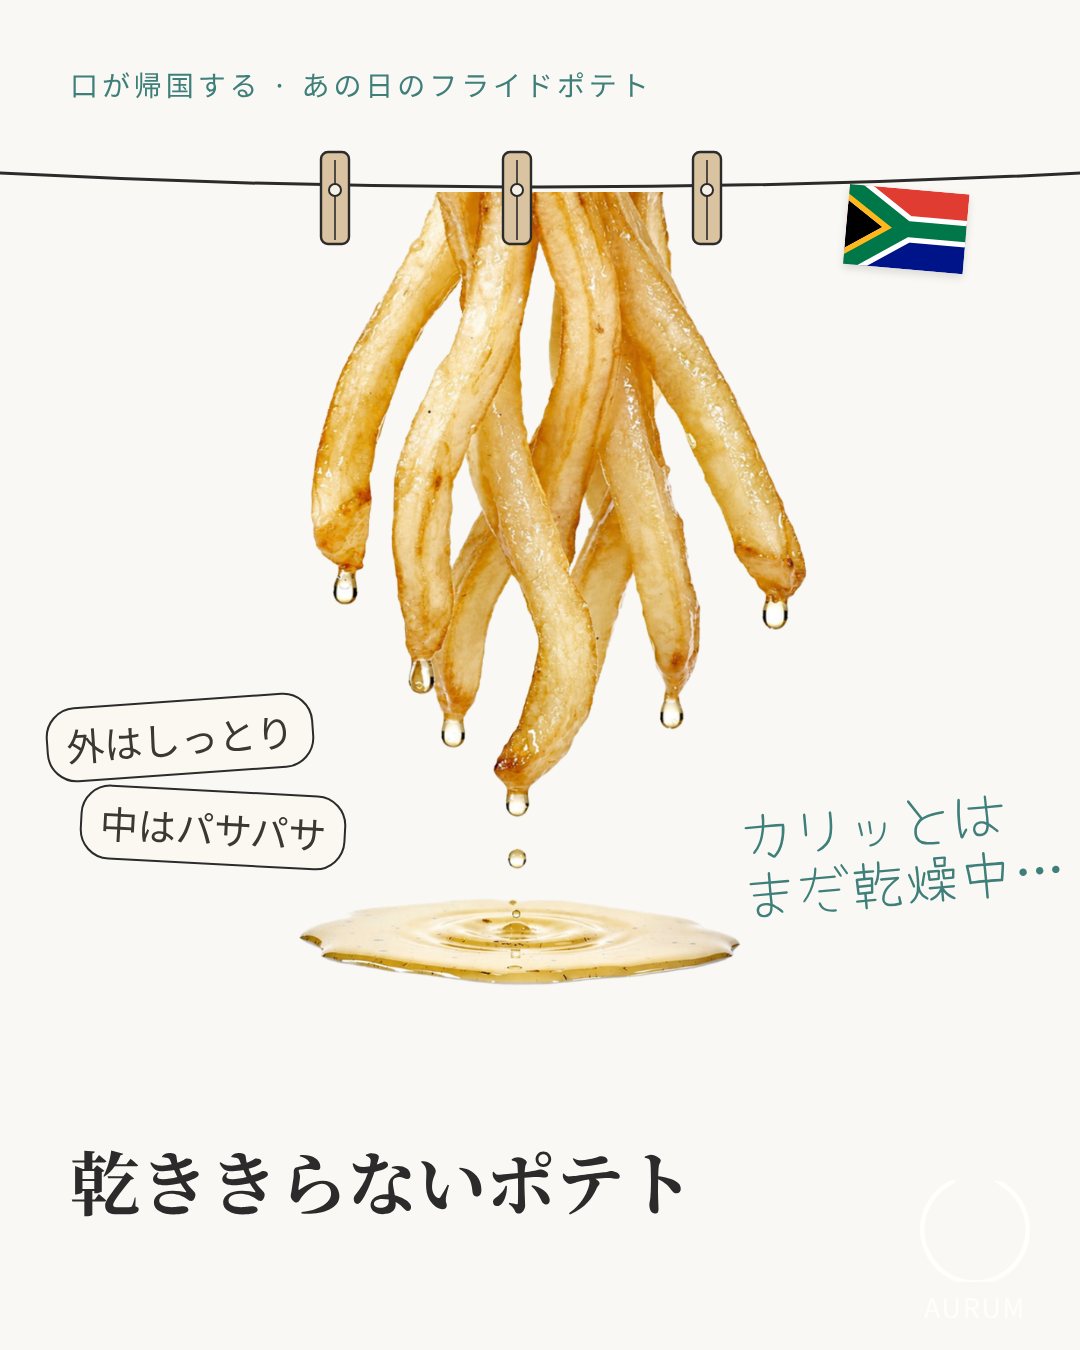 口が帰国する · あの日のフライドポテト
外はしっとり
中はパサパサ
カリッとは
まだ乾燥中…
乾ききらないポテト
AURUM